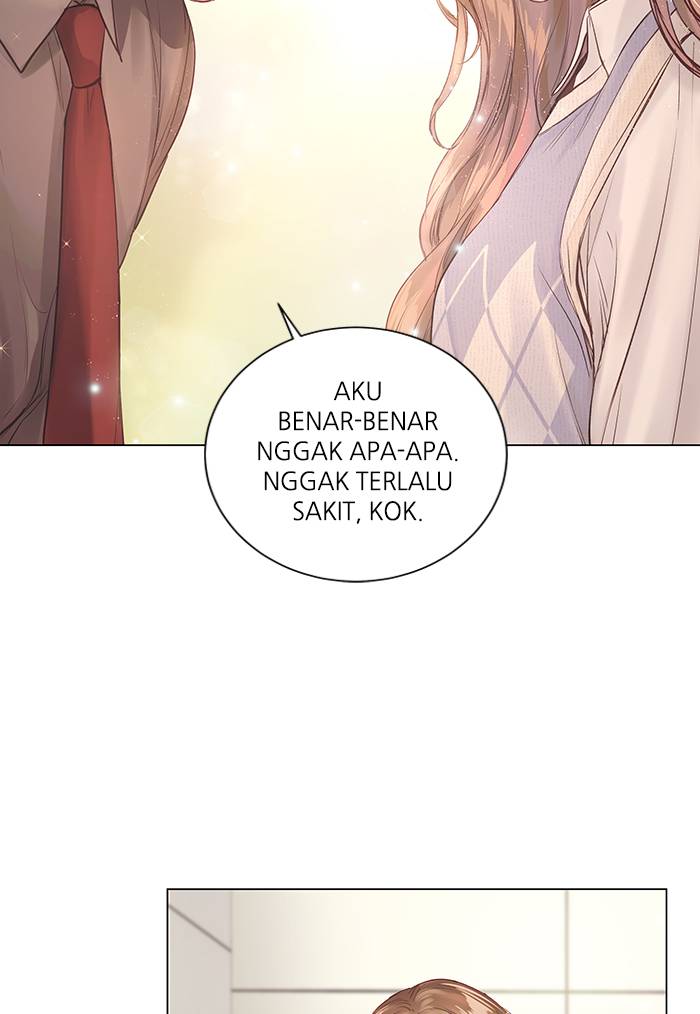 AKU
BENAR-BENAR
NGGAK APA-APA.
NGGAK TERLALU
SAKIT, KOK.